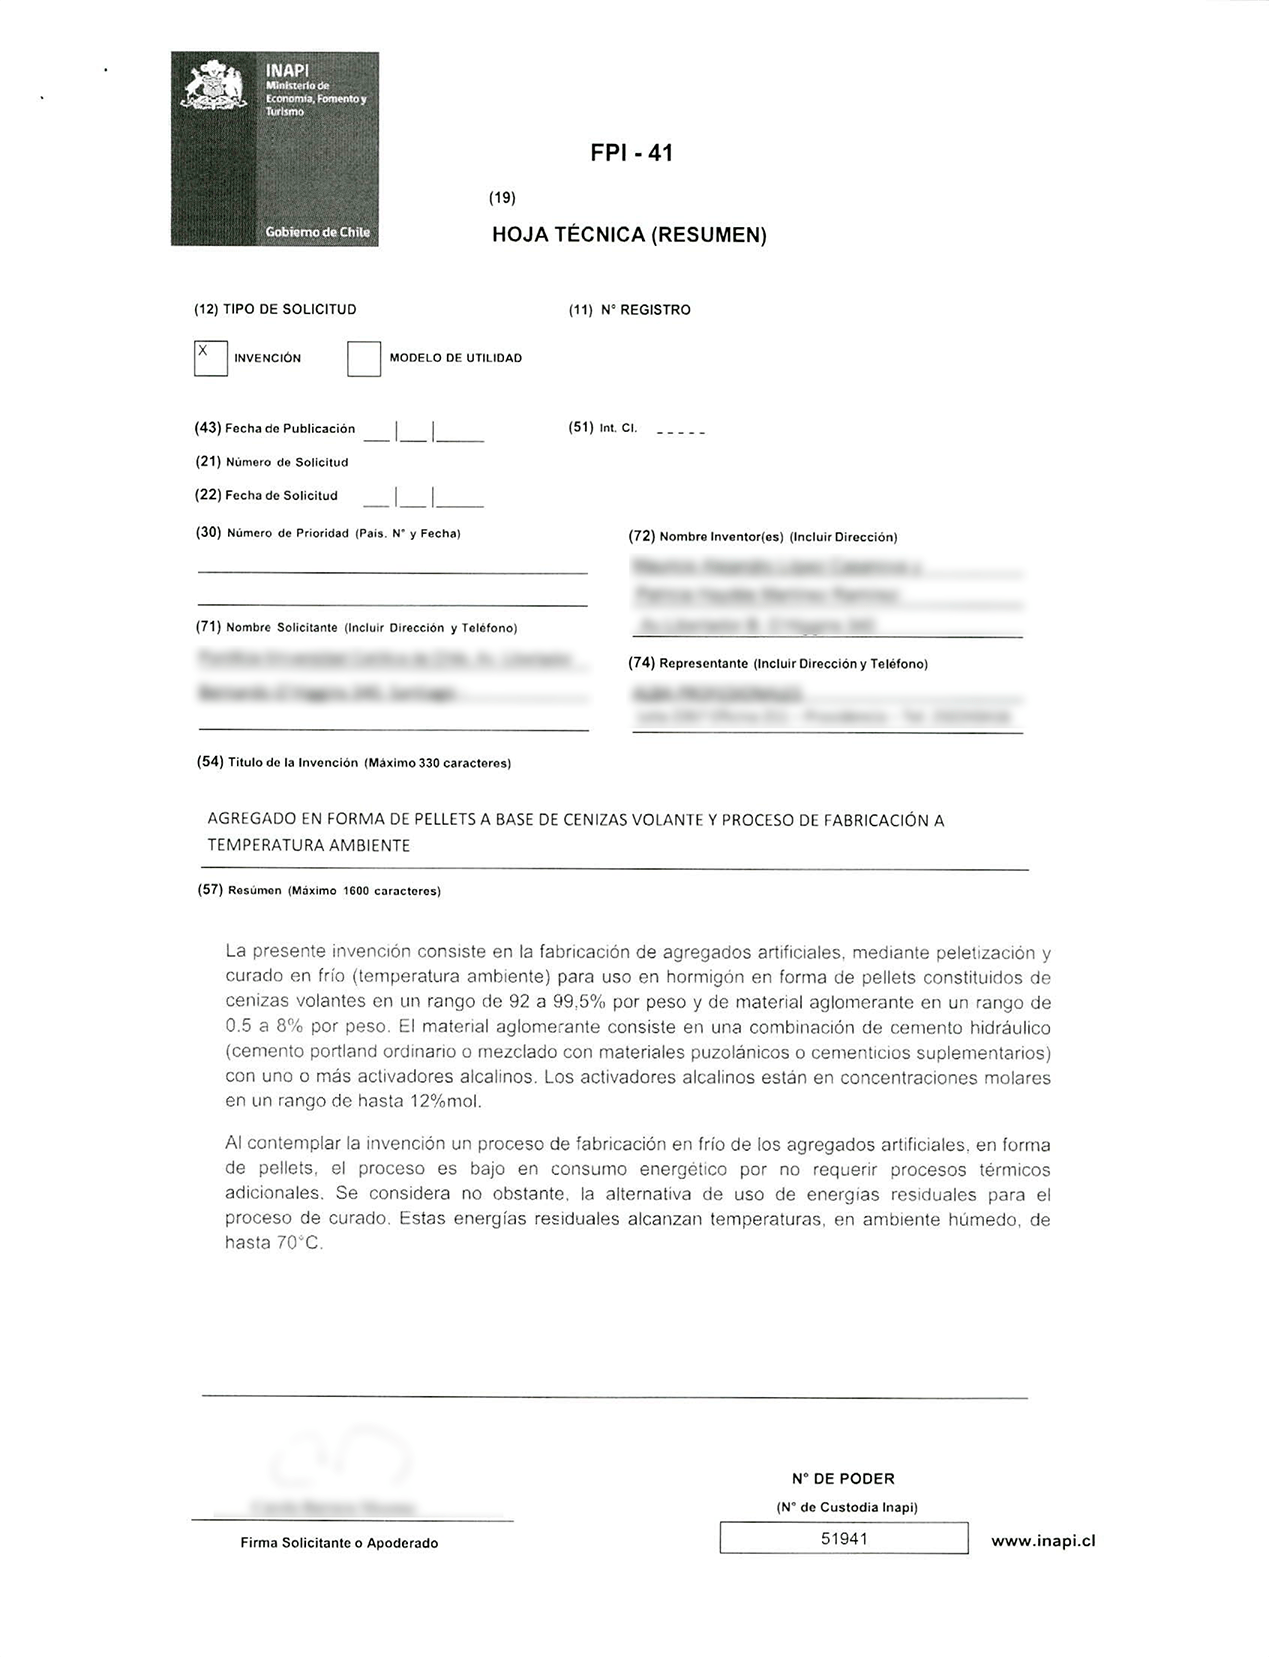 INAPI
Ministerio de
Economía, Fomento y
Turismo
Gobierno de Chile
FPI - 41
(19)
HOJA TÉCNICA (RESUMEN)
(12) TIPO DE SOLICITUD
(11) N° REGISTRO
X INVENCIÓN
MODELO DE UTILIDAD
(43) Fecha de Publicación
(51) Int. Cl.
(21) Número de Solicitud
(22) Fecha de Solicitud
(30) Número de Prioridad (País. N° y Fecha)
(72) Nombre Inventor(es) (Incluir Dirección)
(71) Nombre Solicitante (Incluir Dirección y Teléfono)
(74) Representante (Incluir Dirección y Teléfono)
(54) Titulo de la Invención (Máximo 330 caracteres)
AGREGADO EN FORMA DE PELLETS A BASE DE CENIZAS VOLANTE Y PROCESO DE FABRICACIÓN A
TEMPERATURA AMBIENTE
(57) Resúmen (Máximo 1600 caracteres)
La presente invención consiste en la fabricación de agregados artificiales, mediante peletización y
curado en frío (temperatura ambiente) para uso en hormigón en forma de pellets constituidos de
cenizas volantes en un rango de 92 a 99,5% por peso y de material aglomerante en un rango de
0.5 a 8% por peso. El material aglomerante consiste en una combinación de cemento hidráulico
(cemento portland ordinario o mezclado con materiales puzolánicos o cementicios suplementarios)
con uno o más activadores alcalinos. Los activadores alcalinos están en concentraciones molares
en un rango de hasta 12%mol.
Al contemplar la invención un proceso de fabricación en frío de los agregados artificiales, en forma
de pellets, el proceso es bajo en consumo energético por no requerir procesos térmicos
adicionales. Se considera no obstante, la alternativa de uso de energías residuales para el
proceso de curado. Estas energías residuales alcanzan temperaturas, en ambiente húmedo, de
hasta 70°C.
N° DE PODER
(N° de Custodia Inapi)
51941
www.inapi.cl
Firma Solicitante o Apoderado